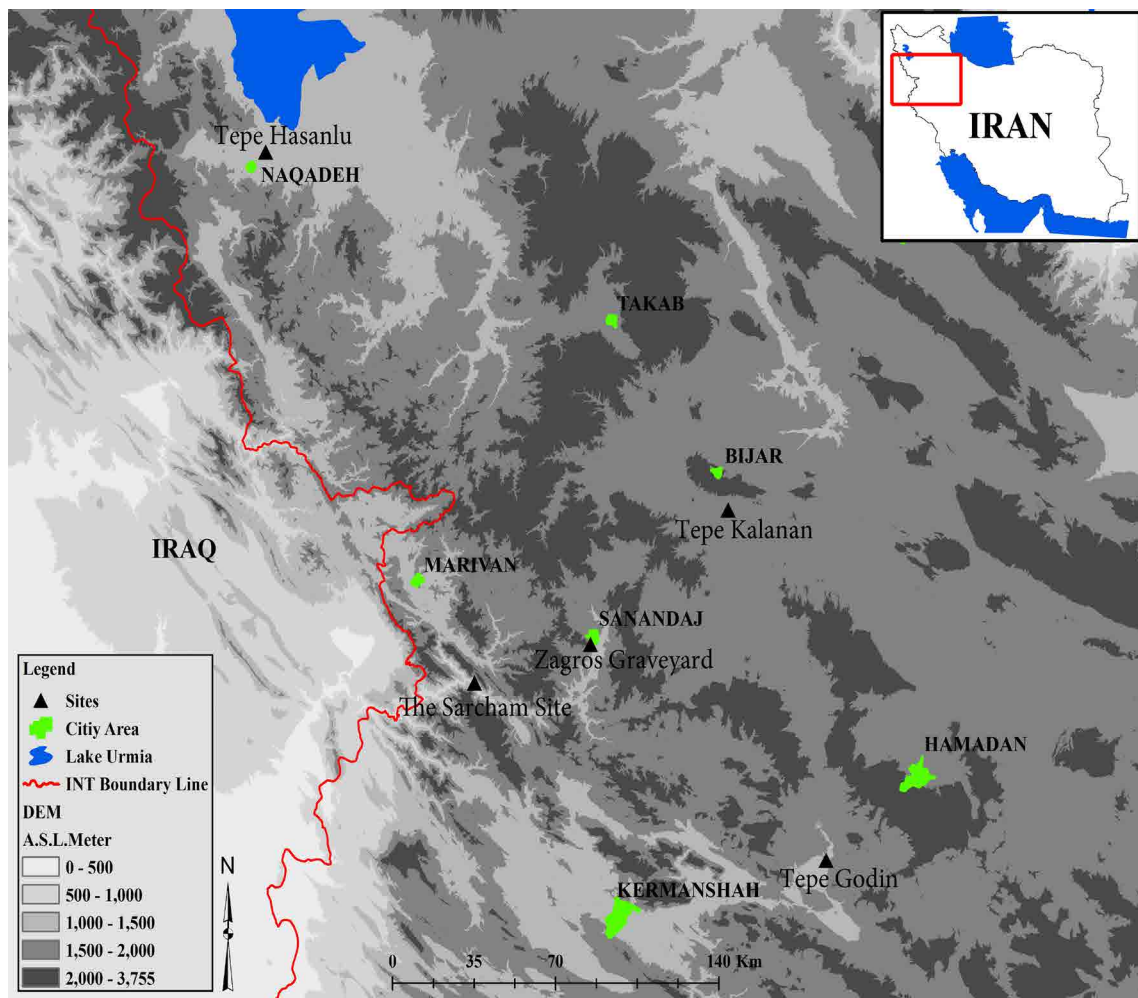 IRAN
Tepe Hasanlu
NAQADEH
TAKAB
BIJAR
Tepe Kalanan
IRAQ
MARIVAN
SANANDAJ
Zagros Graveyard
The Sarcham Site
HAMADAN
Tepe Godin
KERMANSHAH
Legend
Sites
Citiy Area
Lake Urmia
INT Boundary Line
DEM
A.S.L.Meter
0 - 500
500 - 1,000
1,000 - 1,500
1,500 - 2,000
2,000 - 3,755
N
0 35 70 140 Km